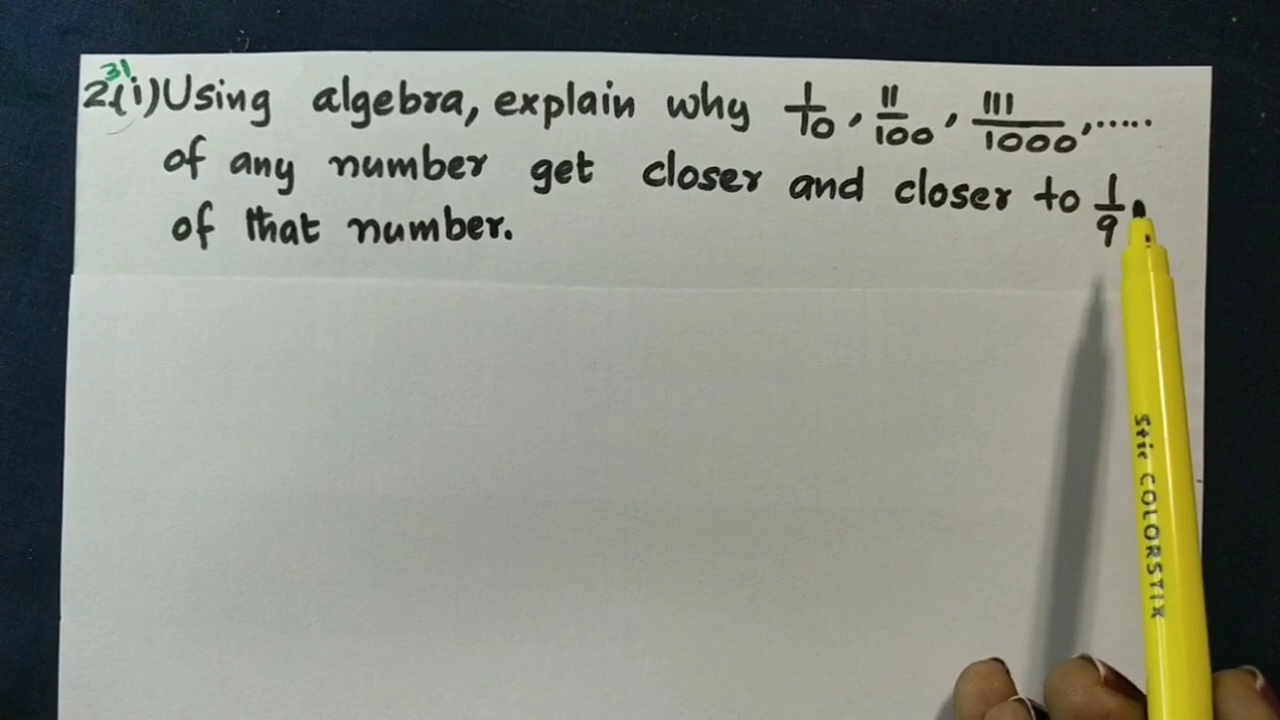 31
2(i) Using algebra, explain why 1/10, 11/100, 111/1000, .....
of any number get closer and closer to 1/9
of that number.
Stic COLORSTIX